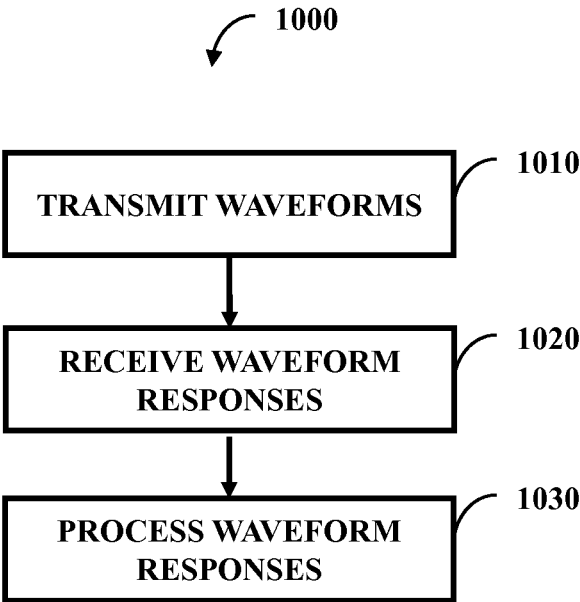 1000
1010
TRANSMIT WAVEFORMS
1020
RECEIVE WAVEFORM
RESPONSES
1030
PROCESS WAVEFORM
RESPONSES